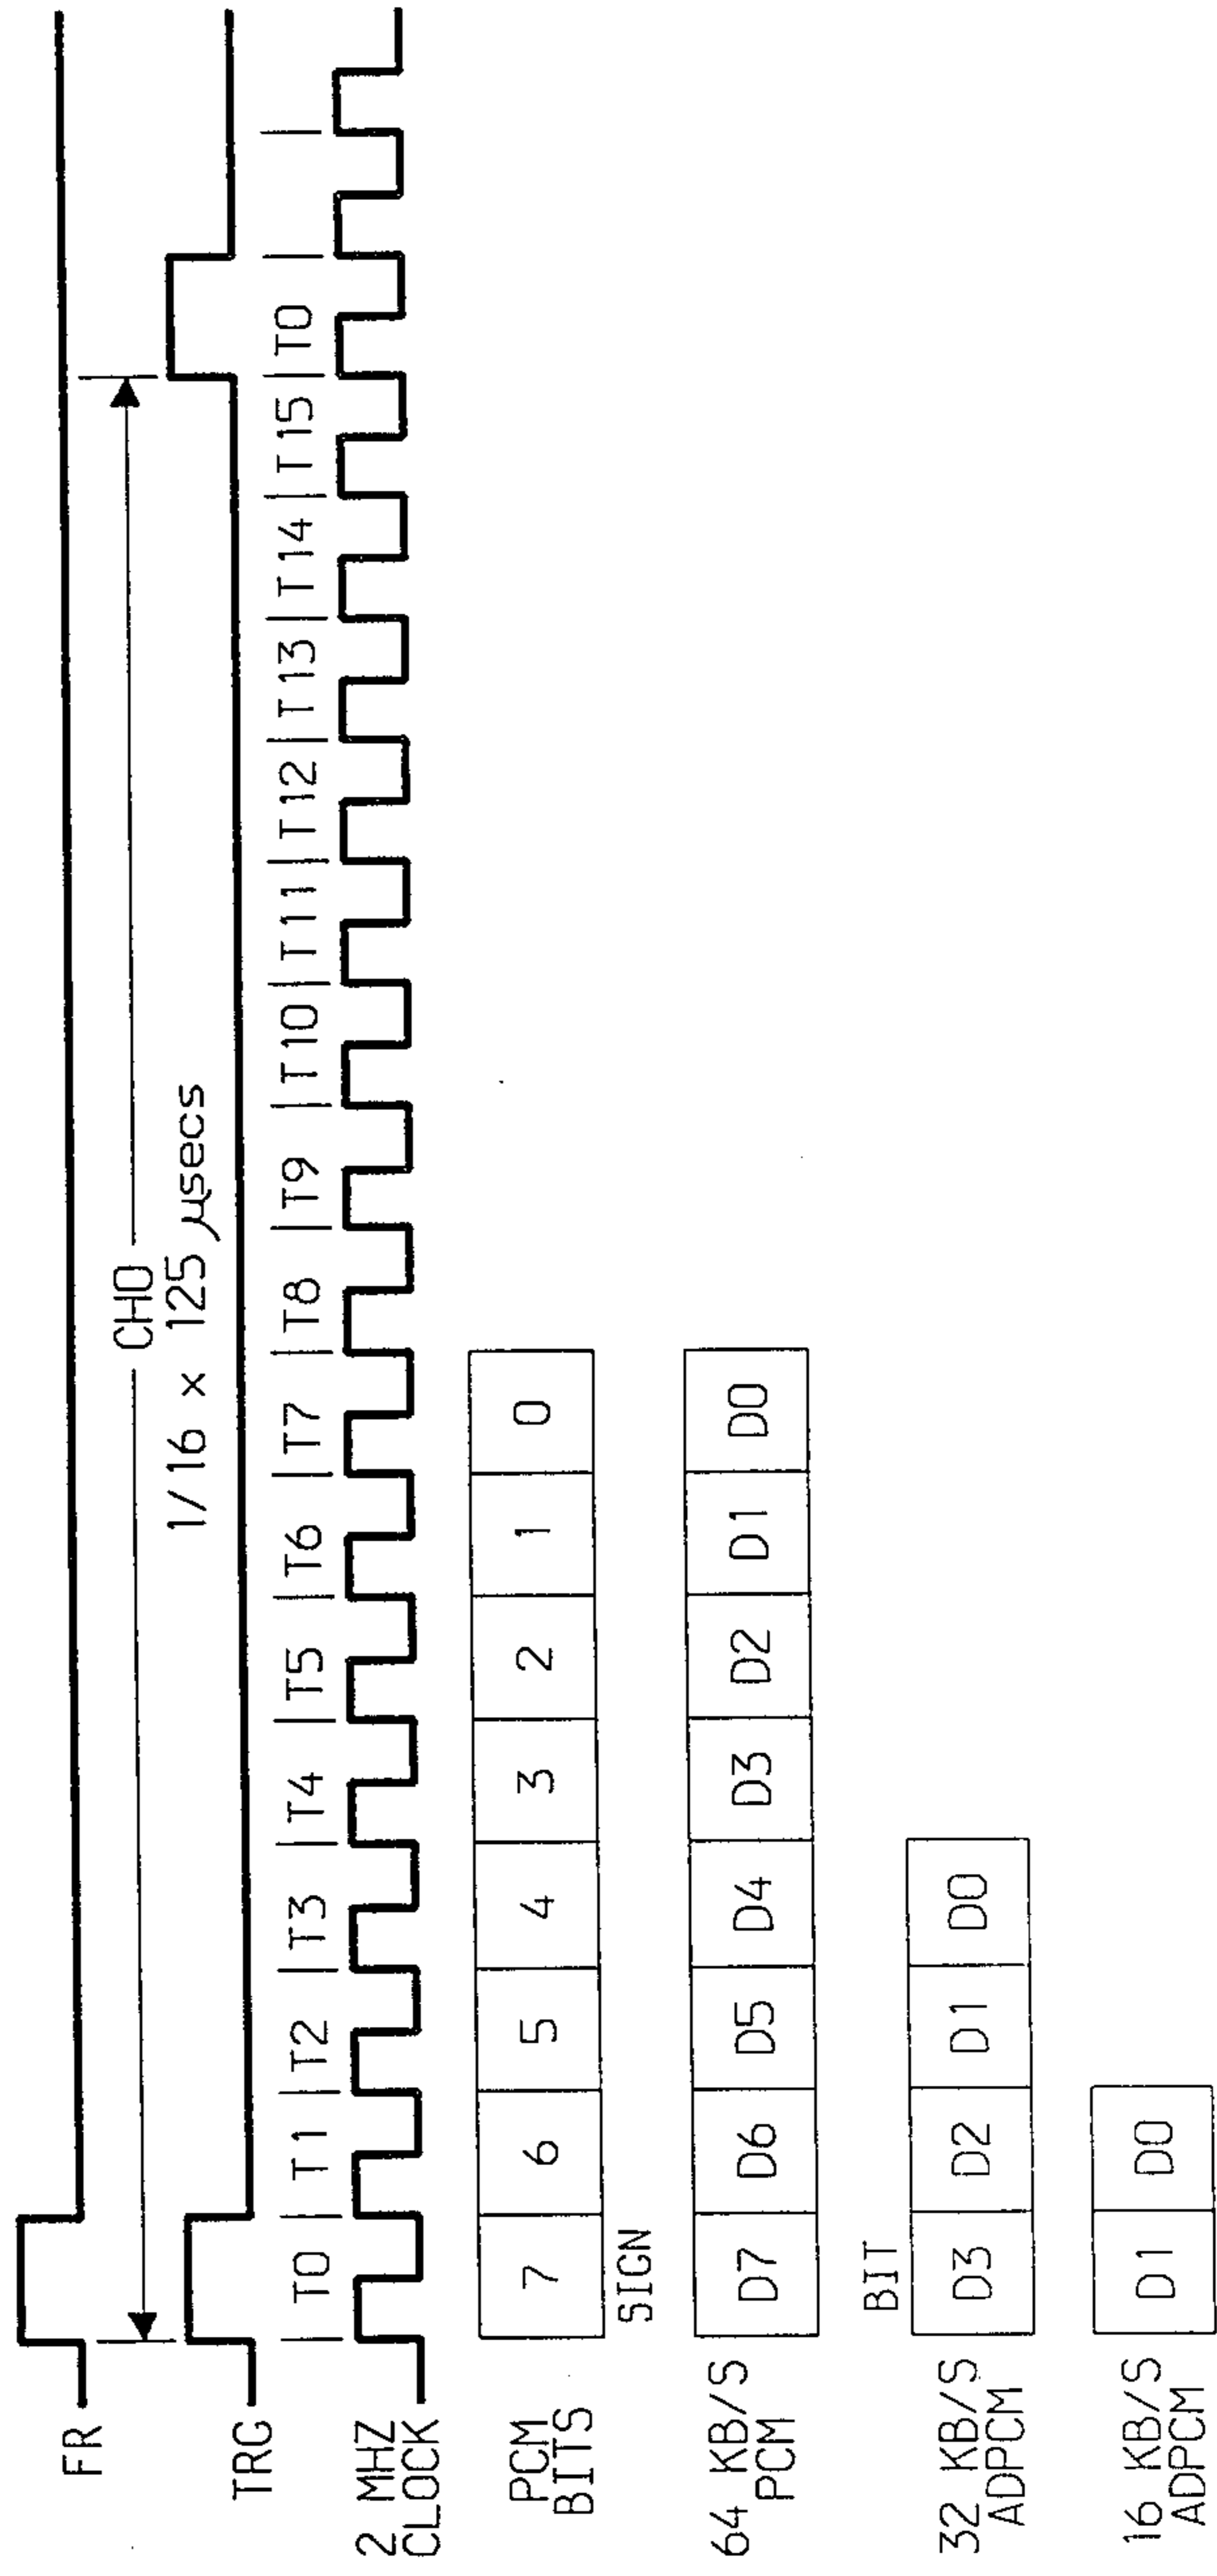 FR
CH0
1/16 x 125 µsecs
TRG
T0 T1 T2 T3 T4 T5 T6 T7 T8 T9 T10 T11 T12 T13 T14 T15 T0
2 MHZ
CLOCK
PCM
BITS
7 6 5 4 3 2 1 0
SIGN
64 KB/S
PCM
D7 D6 D5 D4 D3 D2 D1 D0
BIT
32 KB/S
ADPCM
D3 D2 D1 D0
16 KB/S
ADPCM
D1 D0